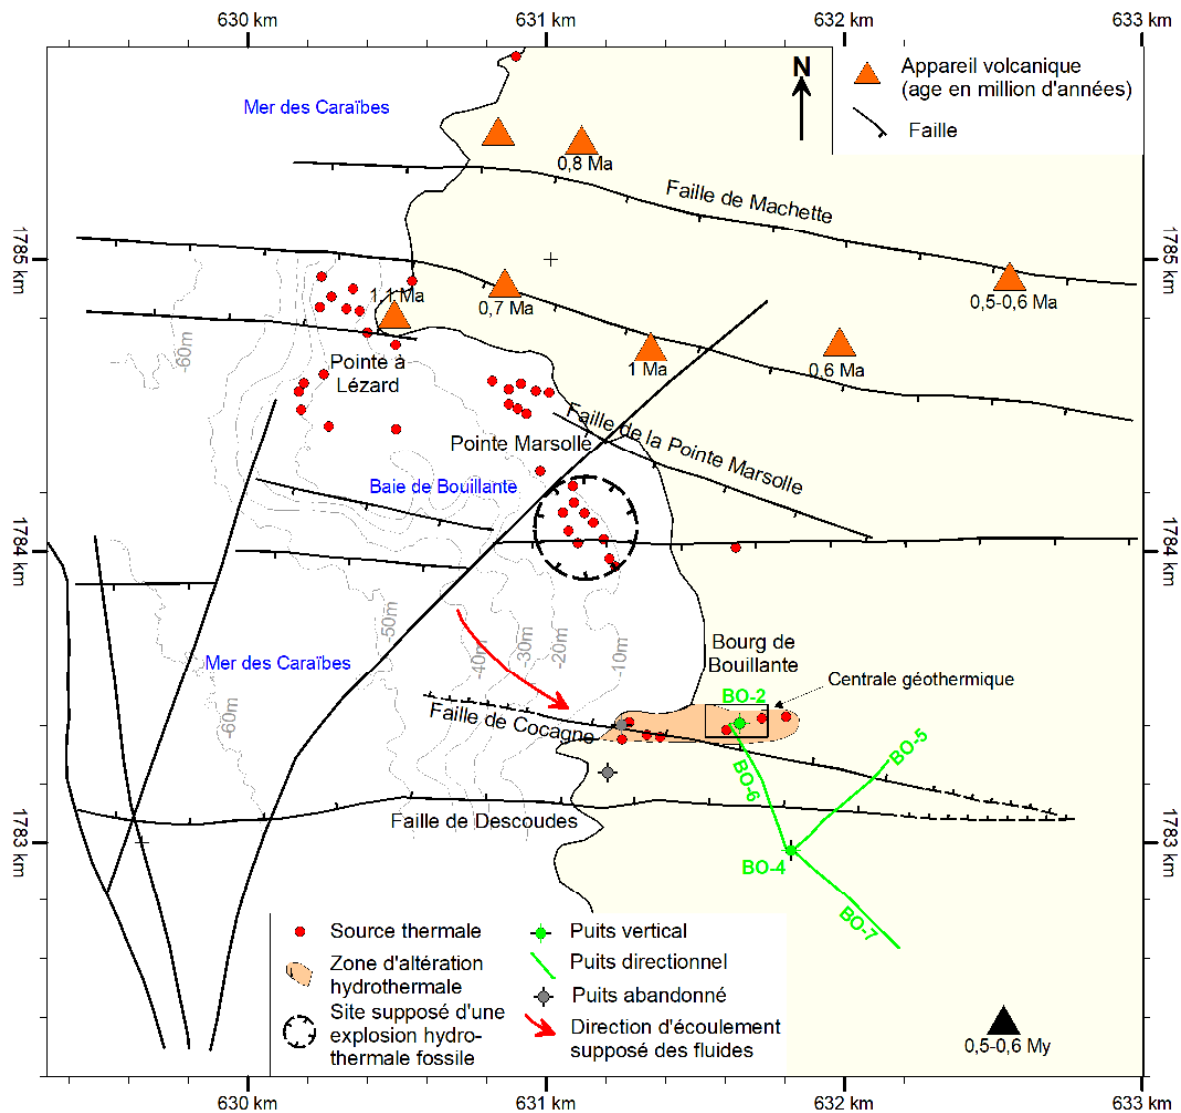 630 km
631 km
632 km
633 km
N
Appareil volcanique
(age en million d'années)
Faille
Mer des Caraïbes
0,8 Ma
Faille de Machette
1785 km
1785 km
1,1 Ma
0,7 Ma
0,5-0,6 Ma
-60m
Pointe à
Lézard
1 Ma
0,6 Ma
Faille de la Pointe Marsolle
Pointe Marsolle
Baie de Bouillante
1784 km
1784 km
-50m
-40m
-30m
-20m
-10m
Mer des Caraïbes
-60m
Bourg de
Bouillante
Centrale géothermique
BO-2
Faille de Cocagne
BO-5
BO-6
Faille de Descoudes
1783 km
1783 km
BO-4
BO-7
Source thermale
Zone d'altération
hydrothermale
Site supposé d'une
explosion hydro-
thermale fossile
Puits vertical
Puits directionnel
Puits abandonné
Direction d'écoulement
supposé des fluides
0,5-0,6 My
630 km
631 km
632 km
633 km